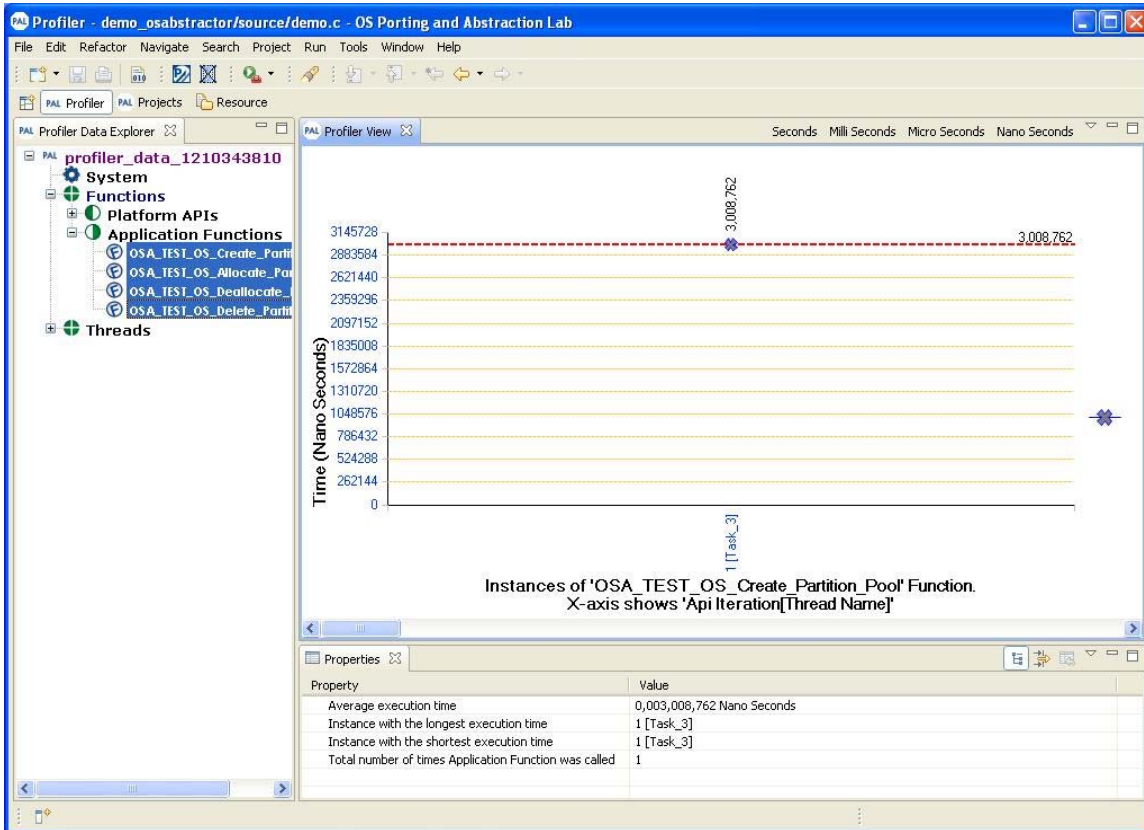 PAL Profiler - demo_osabstractor/source/demo.c - OS Porting and Abstraction Lab
File Edit Refactor Navigate Search Project Run Tools Window Help
010
PAL Profiler PAL Projects Resource
PAL Profiler Data Explorer
PAL profiler_data_1210343810
System
Functions
Platform APIs
Application Functions
F OSA_TEST_OS_Create_Partit
F OSA_TEST_OS_Allocate_Par
F OSA_TEST_OS_Deallocate_
F OSA_TEST_OS_Delete_Partit
Threads
PAL Profiler View Seconds Milli Seconds Micro Seconds Nano Seconds
3,008,762
3,008,762
3145728
2883584
2621440
2359296
2097152
1835008
1572864
1310720
1048576
786432
524288
262144
0
Time (Nano Seconds)
1 [Task_3]
Instances of 'OSA_TEST_OS_Create_Partition_Pool' Function.
X-axis shows 'Api Iteration[Thread Name]'
Properties
Property Value
Average execution time 0,003,008,762 Nano Seconds
Instance with the longest execution time 1 [Task_3]
Instance with the shortest execution time 1 [Task_3]
Total number of times Application Function was called 1